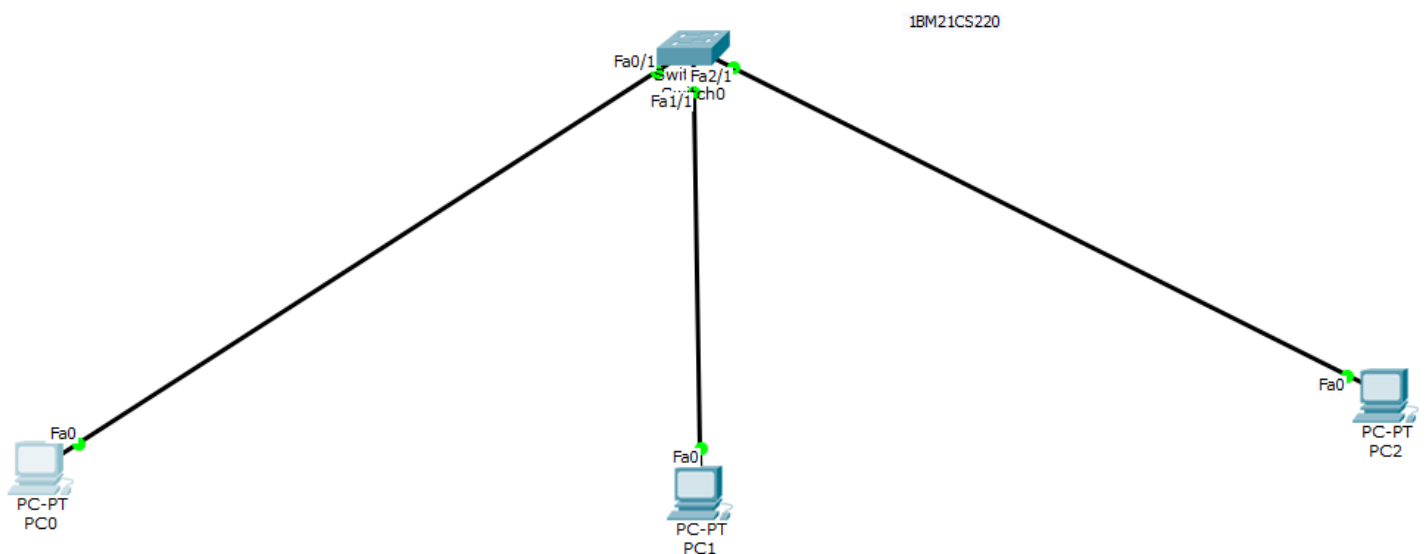 1BM21CS220
Fa0/1
Fa2/1
Fa1/1
Fa0
PC-PT
PC0
Fa0
PC-PT
PC1
Fa0
PC-PT
PC2